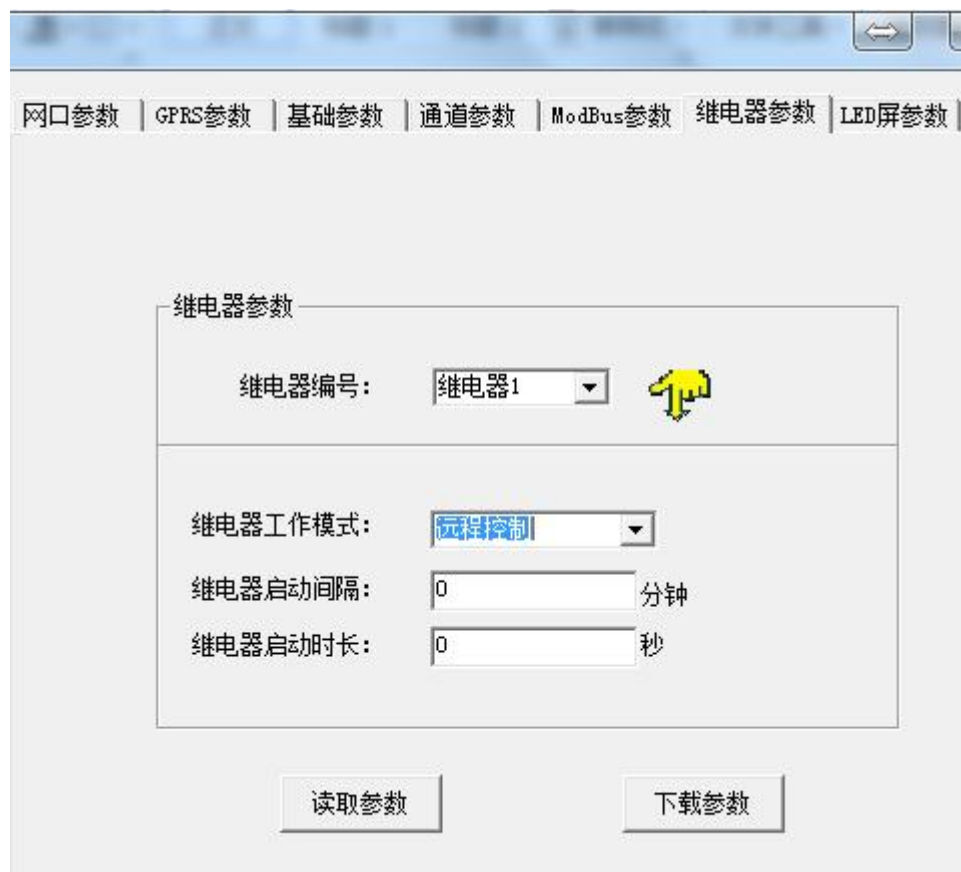 网口参数 GPRS参数 基础参数 通道参数 ModBus参数 继电器参数 LED屏参数
继电器参数
继电器编号： 继电器1
继电器工作模式： 远程控制
继电器启动间隔： 0 分钟
继电器启动时长： 0 秒
读取参数 下载参数